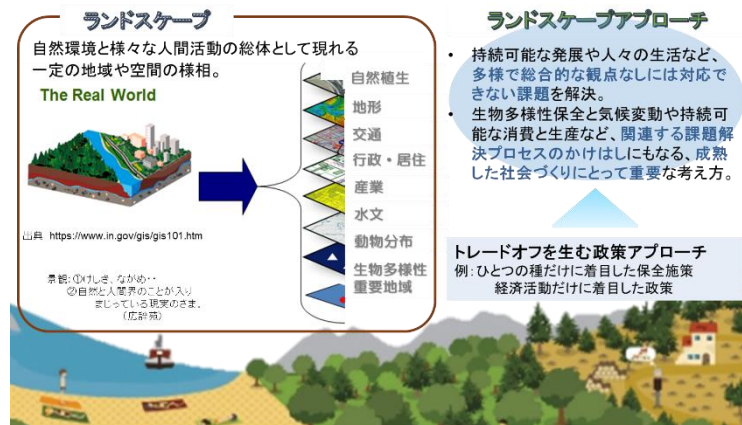 ランドスケープ
自然環境と様々な人間活動の総体として現れる
一定の地域や空間の様相。
The Real World
自然植生
地形
交通
行政・居住
産業
水文
動物分布
生物多様性
重要地域
出典 https://www.in.gov/gis/gis101.htm
景観:①けしき、ながめ・・
②自然と人間界のことが入り
まじっている現実のさま。
(広辞苑)
ランドスケープアプローチ
• 持続可能な発展や人々の生活など、
多様で総合的な観点なしには対応で
きない課題を解決。
• 生物多様性保全と気候変動や持続可
能な消費と生産など、関連する課題解
決プロセスのかけはしにもなる、成熟
した社会づくりにとって重要な考え方。
トレードオフを生む政策アプローチ
例:ひとつの種だけに着目した保全施策
経済活動だけに着目した政策